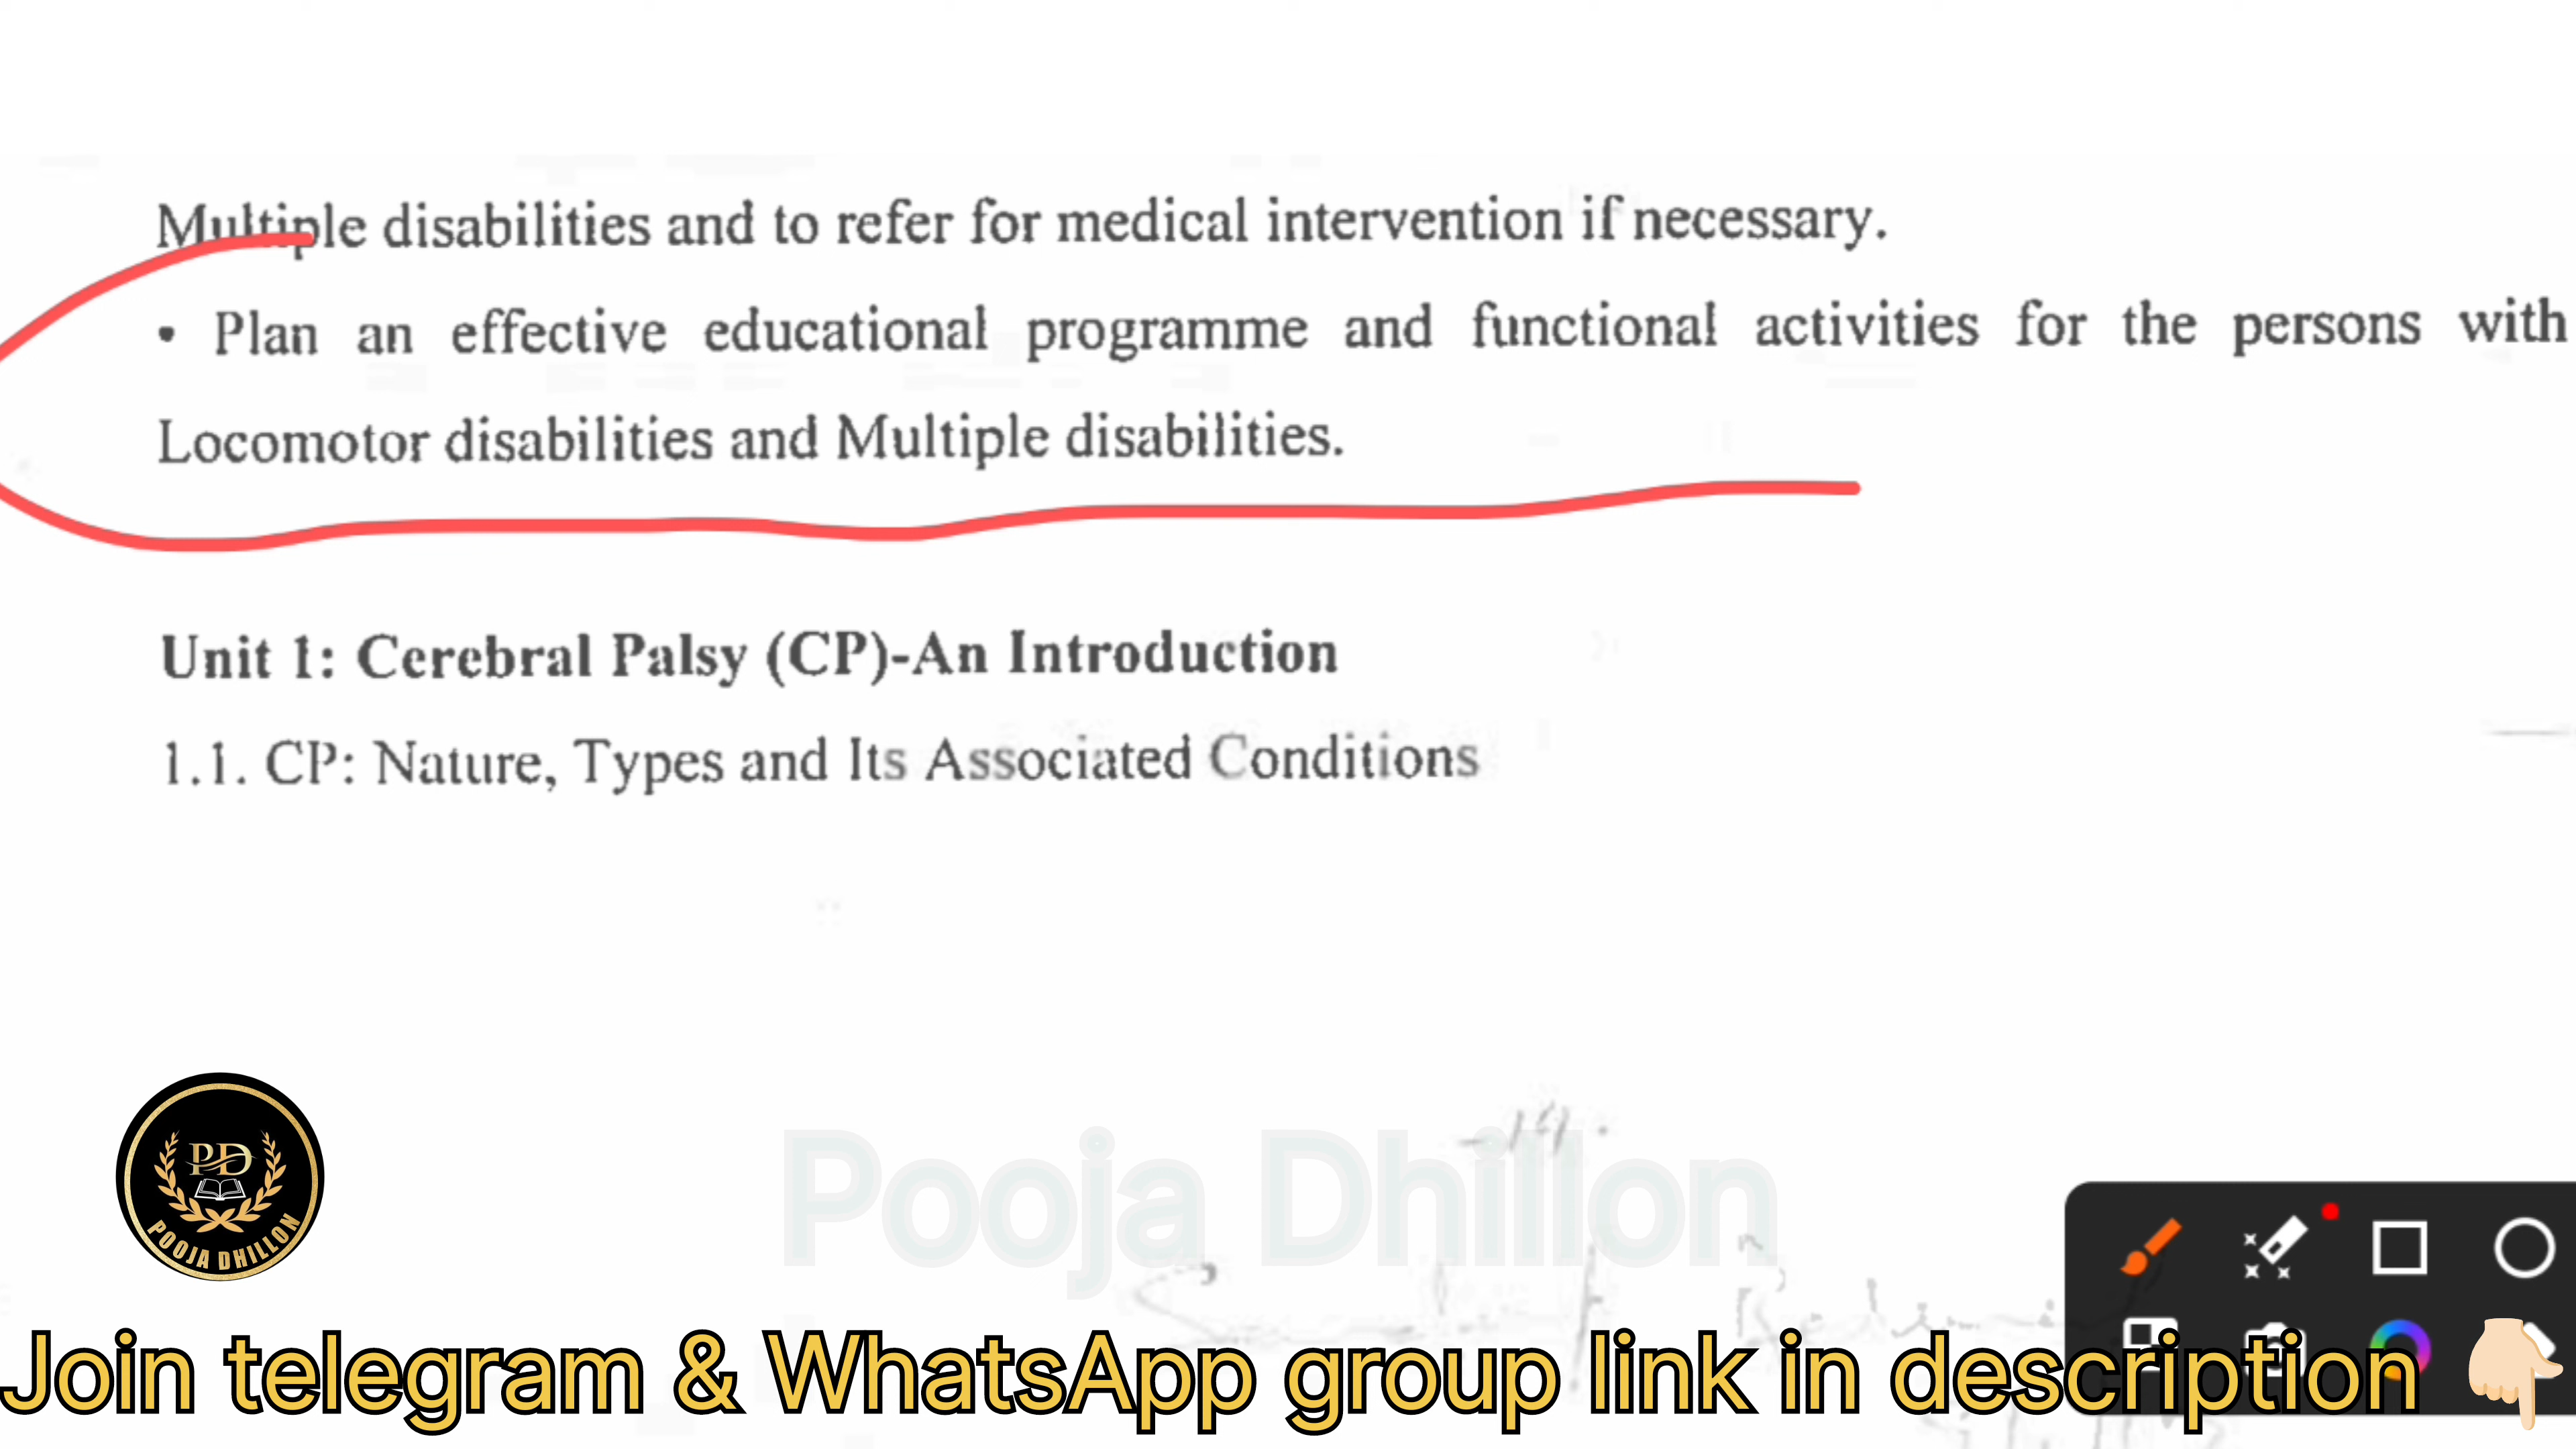 Multiple disabilities and to refer for medical intervention if necessary.
• Plan an effective educational programme and functional activities for the persons with
Locomotor disabilities and Multiple disabilities.
Unit 1: Cerebral Palsy (CP)-An Introduction
1.1. CP: Nature, Types and Its Associated Conditions
PD
POOJA DHILLON
Pooja Dhillon
Join telegram & WhatsApp group link in description 👇🏻